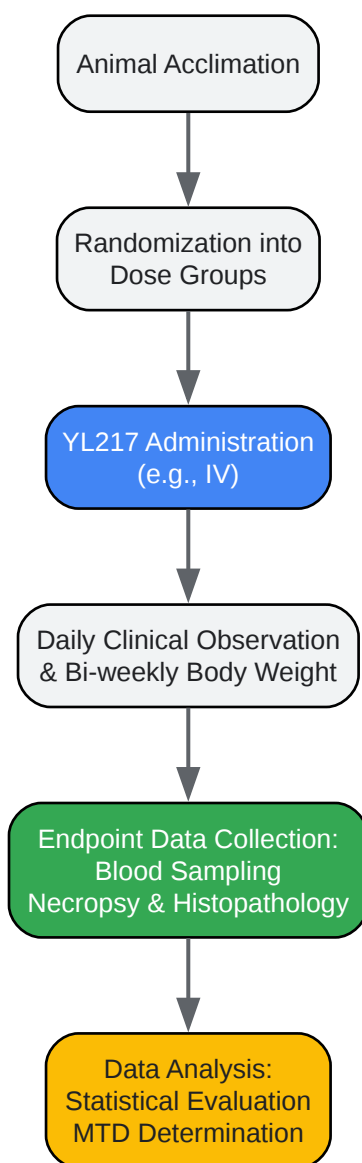 Animal Acclimation
Randomization into
Dose Groups
YL217 Administration
(e.g., IV)
Daily Clinical Observation
& Bi-weekly Body Weight
Endpoint Data Collection:
Blood Sampling
Necropsy & Histopathology
Data Analysis:
Statistical Evaluation
MTD Determination